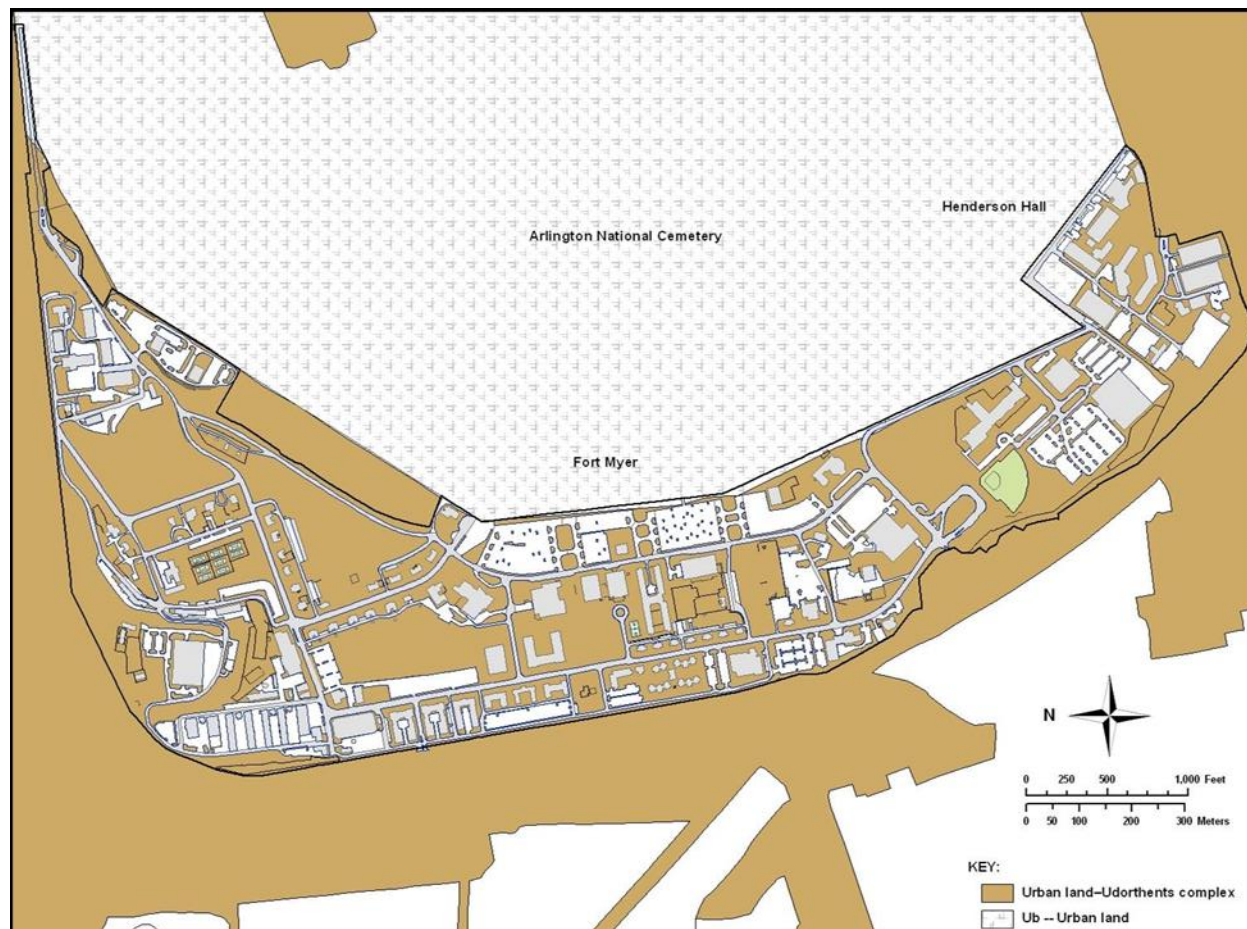 Henderson Hall
Arlington National Cemetery
Fort Myer
N
0 250 500 1,000 Feet
0 50 100 200 300 Meters
KEY:
Urban land–Udorthents complex
Ub -- Urban land